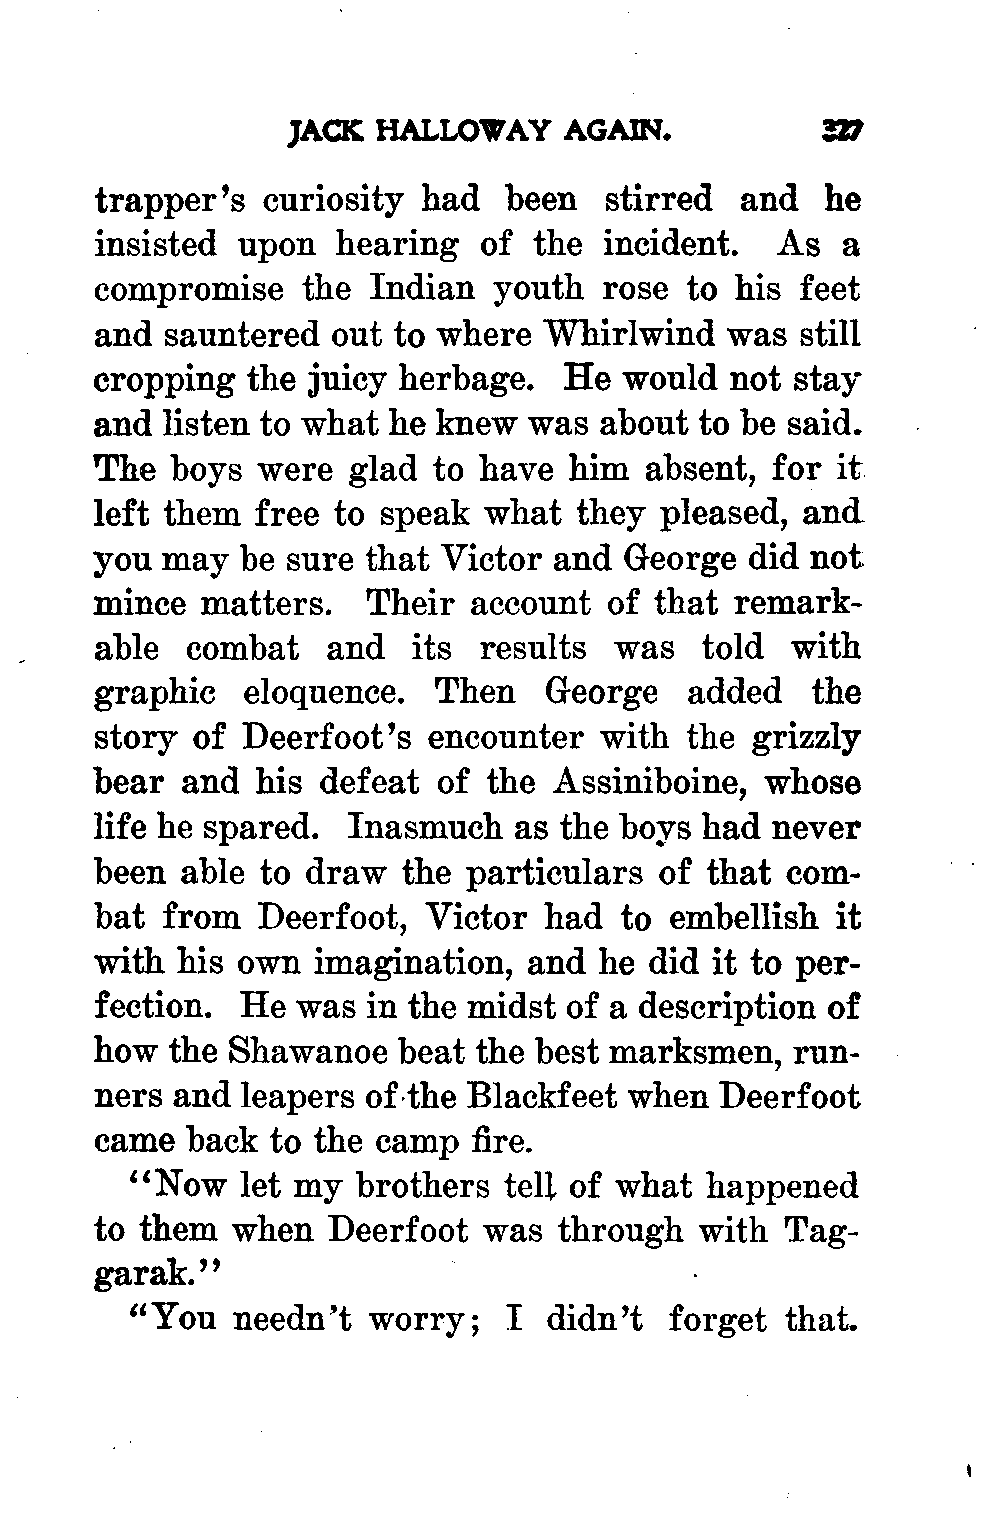 JACK HALLOWAY AGAIN. 327
trapper's curiosity had been stirred and he
insisted upon hearing of the incident. As a
compromise the Indian youth rose to his feet
and sauntered out to where Whirlwind was still
cropping the juicy herbage. He would not stay
and listen to what he knew was about to be said.
The boys were glad to have him absent, for it
left them free to speak what they pleased, and
you may be sure that Victor and George did not
mince matters. Their account of that remark-
able combat and its results was told with
graphic eloquence. Then George added the
story of Deerfoot's encounter with the grizzly
bear and his defeat of the Assiniboine, whose
life he spared. Inasmuch as the boys had never
been able to draw the particulars of that com-
bat from Deerfoot, Victor had to embellish it
with his own imagination, and he did it to per-
fection. He was in the midst of a description of
how the Shawanoe beat the best marksmen, run-
ners and leapers of the Blackfeet when Deerfoot
came back to the camp fire.
"Now let my brothers tell of what happened
to them when Deerfoot was through with Tag-
garak."
"You needn't worry; I didn't forget that.